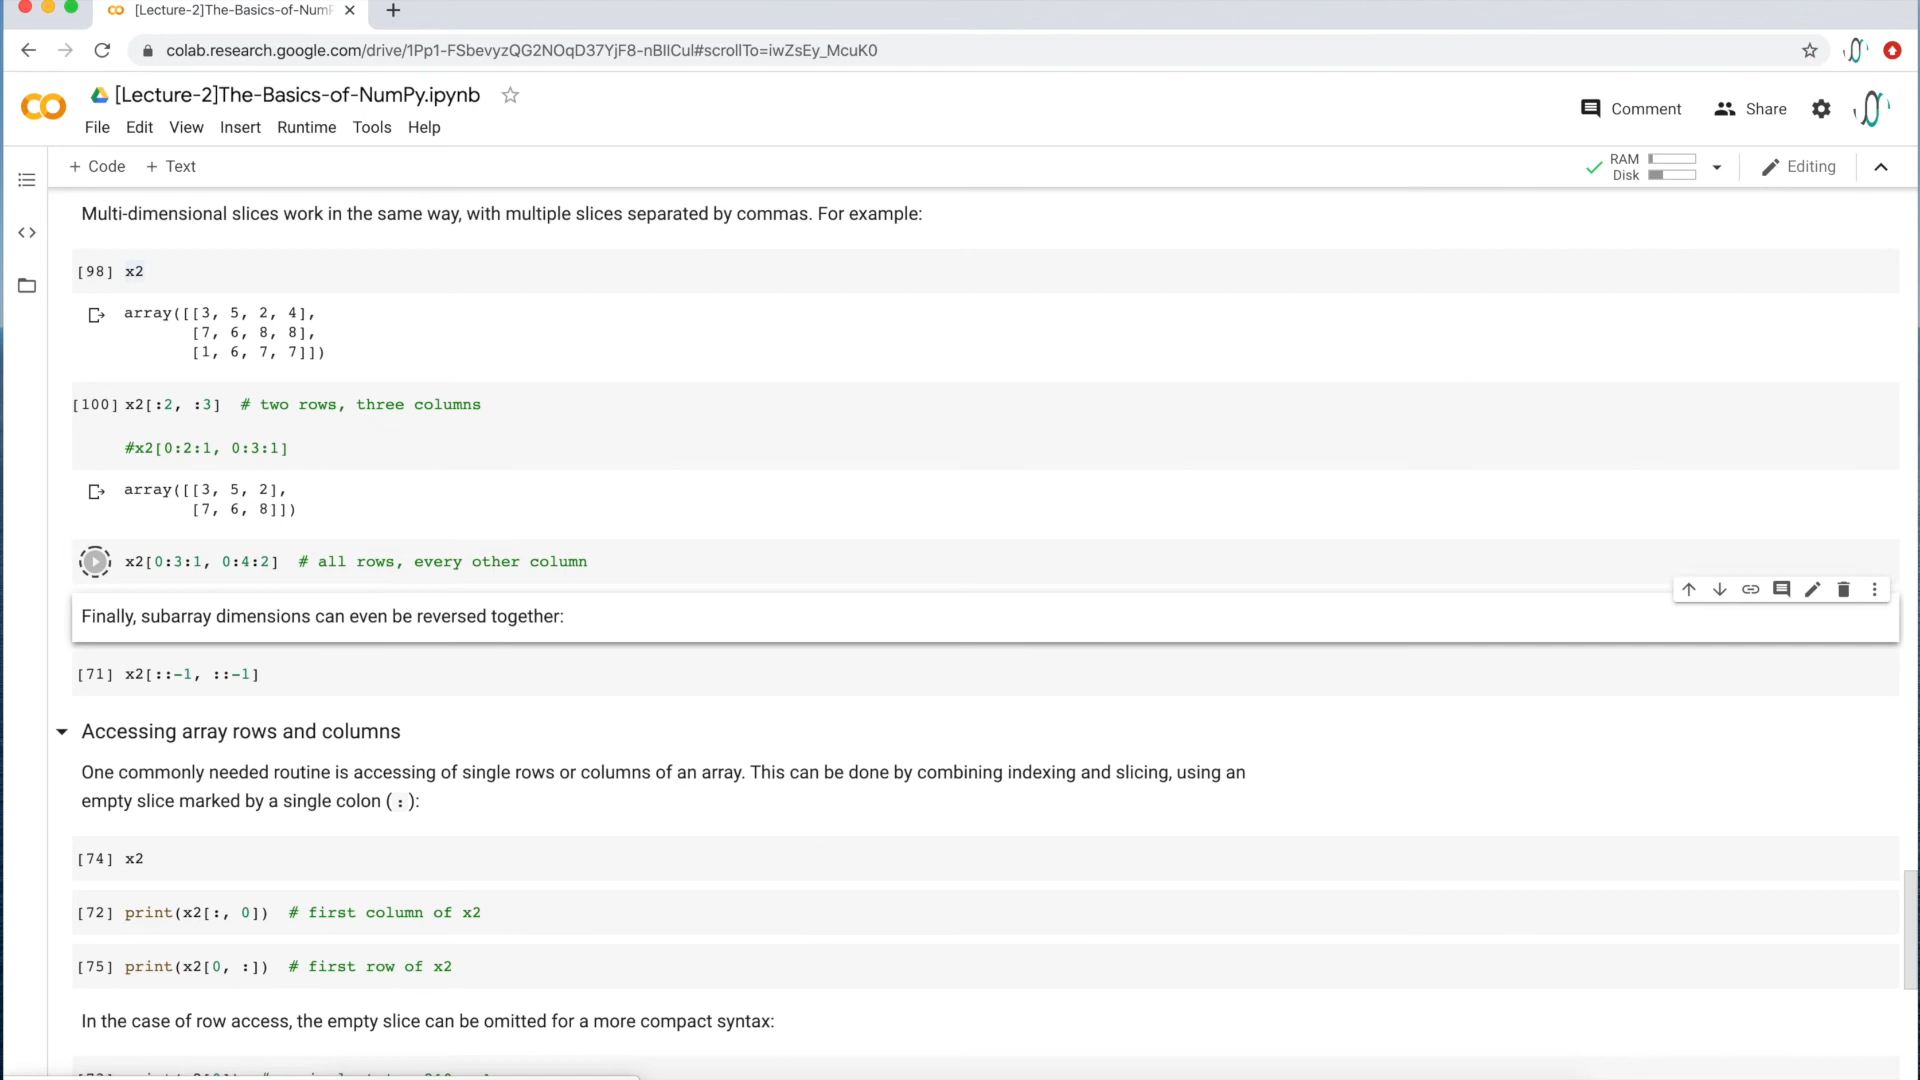 [Lecture-2]The-Basics-of-NumP
colab.research.google.com/drive/1Pp1-FSbevyzQG2NOqD37YjF8-nBIlCul#scrollTo=iwZsEy_McuK0
[Lecture-2]The-Basics-of-NumPy.ipynb
Comment Share
File Edit View Insert Runtime Tools Help
+ Code + Text
RAM
Disk
Editing
Multi-dimensional slices work in the same way, with multiple slices separated by commas. For example:
[98] x2
array([[3, 5, 2, 4],
[7, 6, 8, 8],
[1, 6, 7, 7]])
[100] x2[:2, :3] # two rows, three columns
#x2[0:2:1, 0:3:1]
array([[3, 5, 2],
[7, 6, 8]])
x2[0:3:1, 0:4:2] # all rows, every other column
Finally, subarray dimensions can even be reversed together:
[71] x2[::-1, ::-1]
Accessing array rows and columns
One commonly needed routine is accessing of single rows or columns of an array. This can be done by combining indexing and slicing, using an
empty slice marked by a single colon ( : ):
[74] x2
[72] print(x2[:, 0]) # first column of x2
[75] print(x2[0, :]) # first row of x2
In the case of row access, the empty slice can be omitted for a more compact syntax: